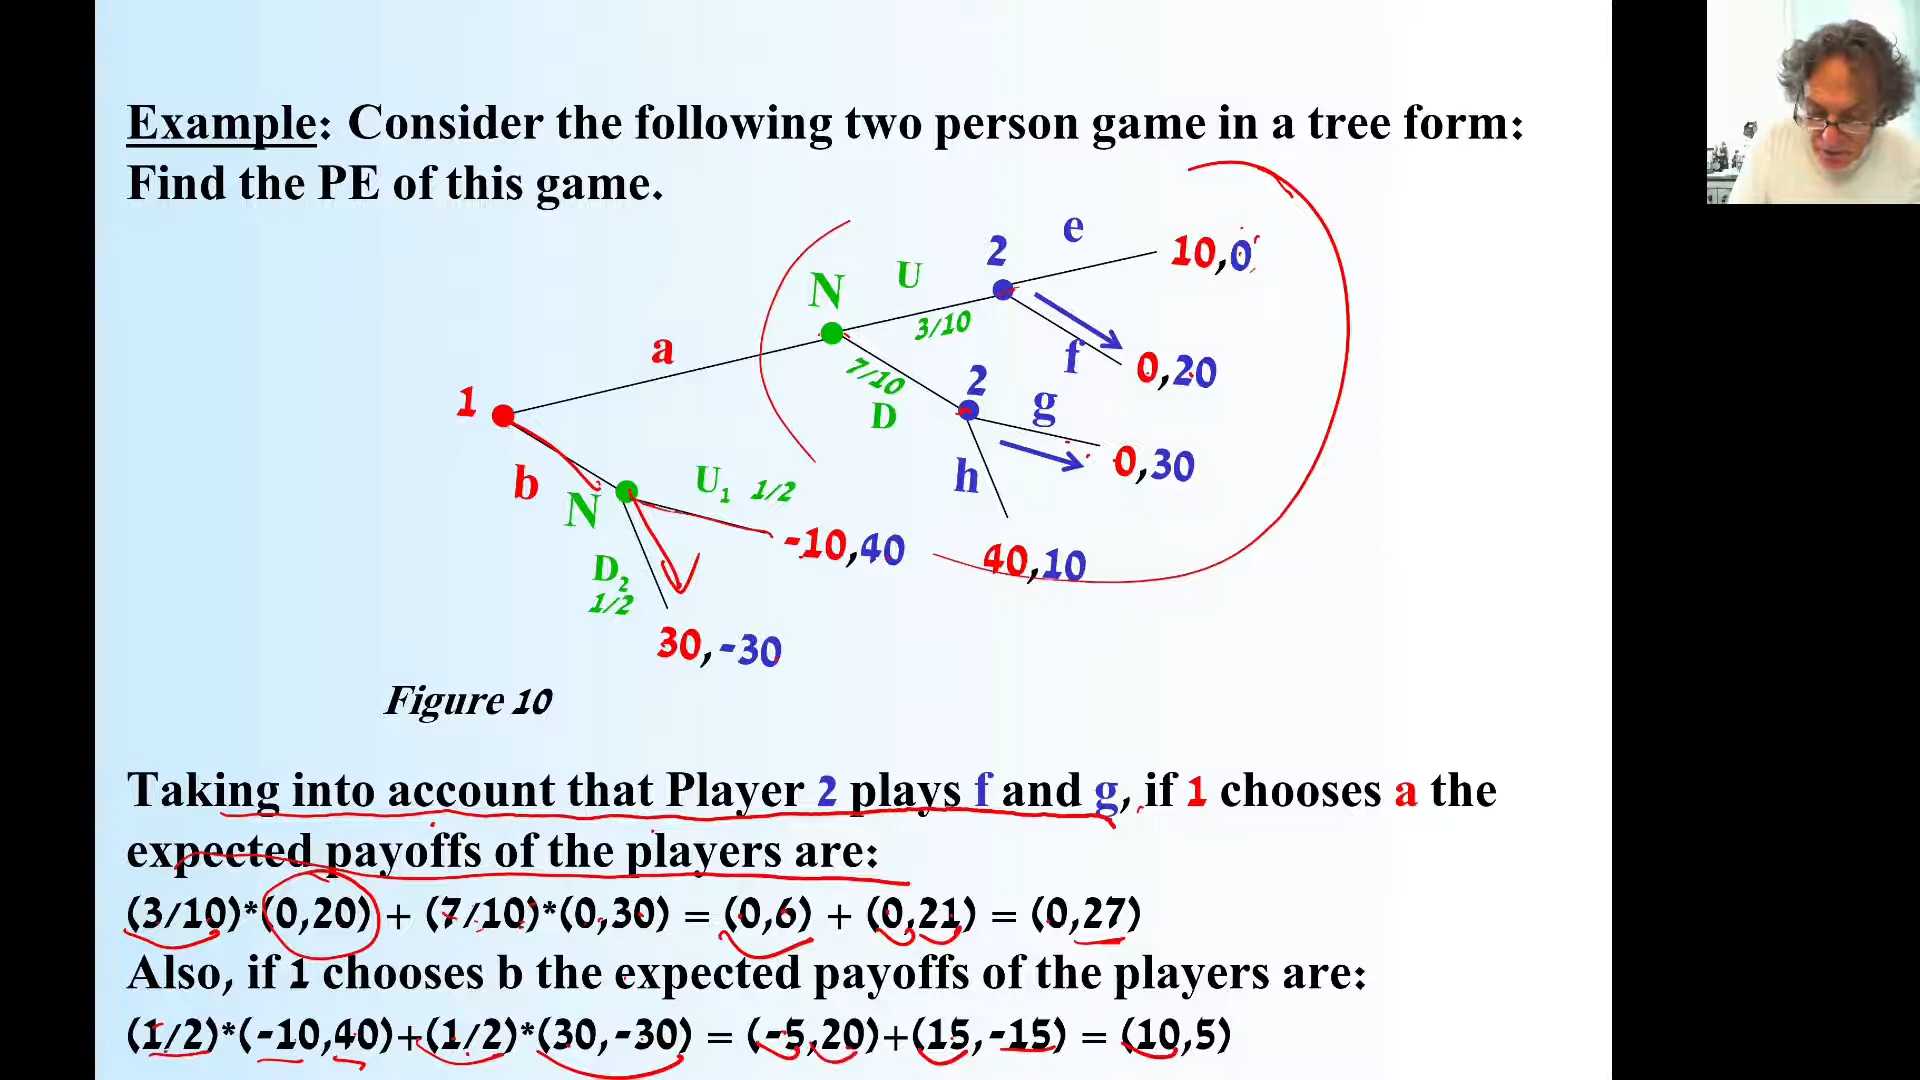 Example: Consider the following two person game in a tree form:
Find the PE of this game.
2 e 10,0
N U
3/10
f 0,20
a 7/10 2
1 D g 0,30
b h
N U₁ 1/2
-10,40 40,10
D₂
1/2
30,-30
Figure 10
Taking into account that Player 2 plays f and g, if 1 chooses a the
expected payoffs of the players are:
(3/10)*(0,20) + (7/10)*(0,30) = (0,6) + (0,21) = (0,27)
Also, if 1 chooses b the expected payoffs of the players are:
(1/2)*(-10,40)+(1/2)*(30,-30) = (-5,20)+(15,-15) = (10,5)